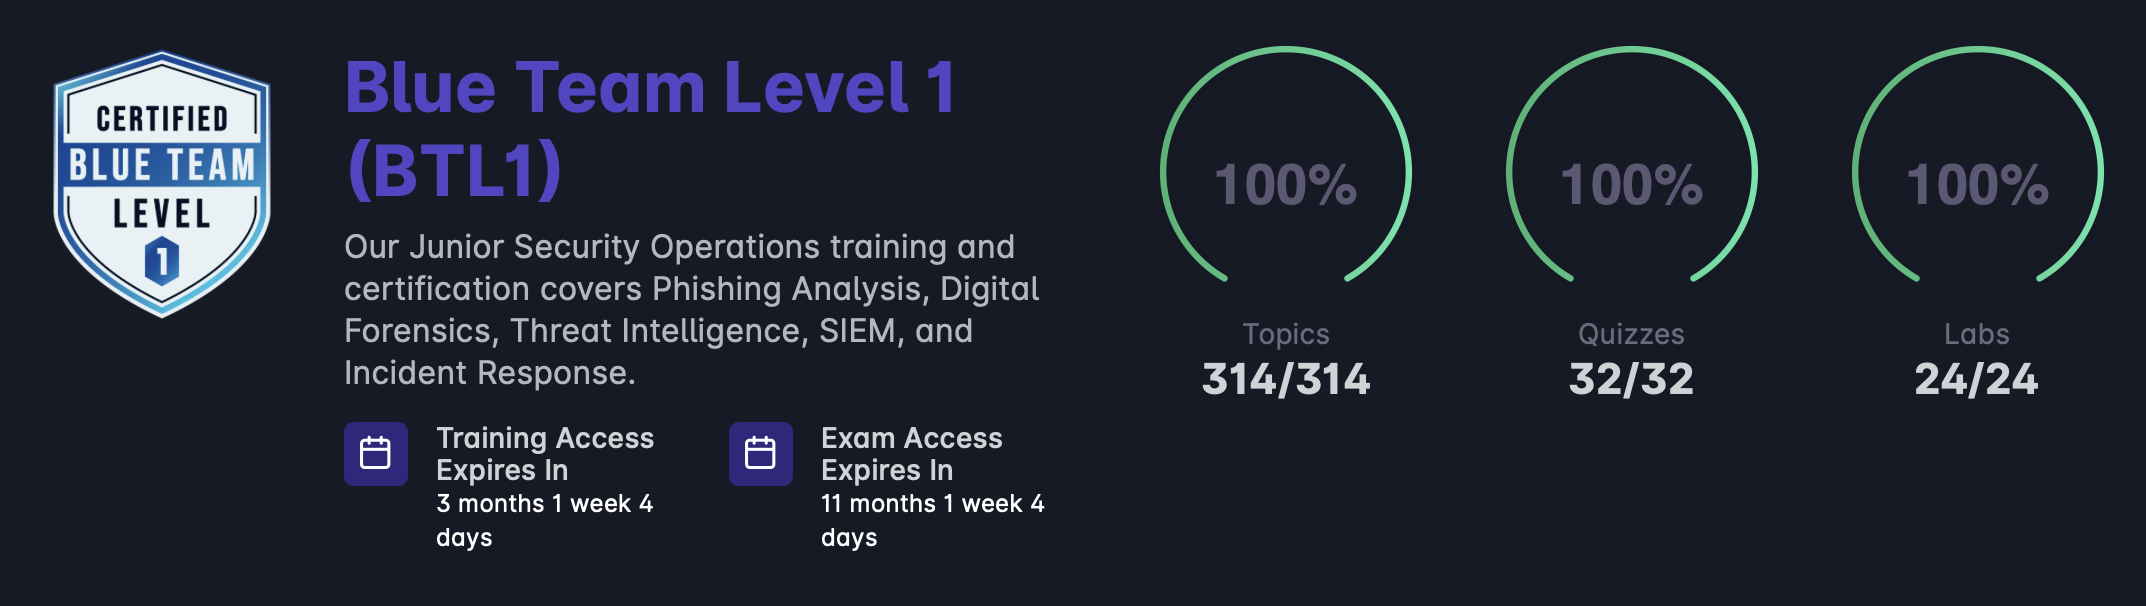 CERTIFIED
BLUE TEAM
LEVEL
1
Blue Team Level 1
(BTL1)
Our Junior Security Operations training and
certification covers Phishing Analysis, Digital
Forensics, Threat Intelligence, SIEM, and
Incident Response.
Training Access
Expires In
3 months 1 week 4
days
Exam Access
Expires In
11 months 1 week 4
days
100%
Topics
314/314
100%
Quizzes
32/32
100%
Labs
24/24